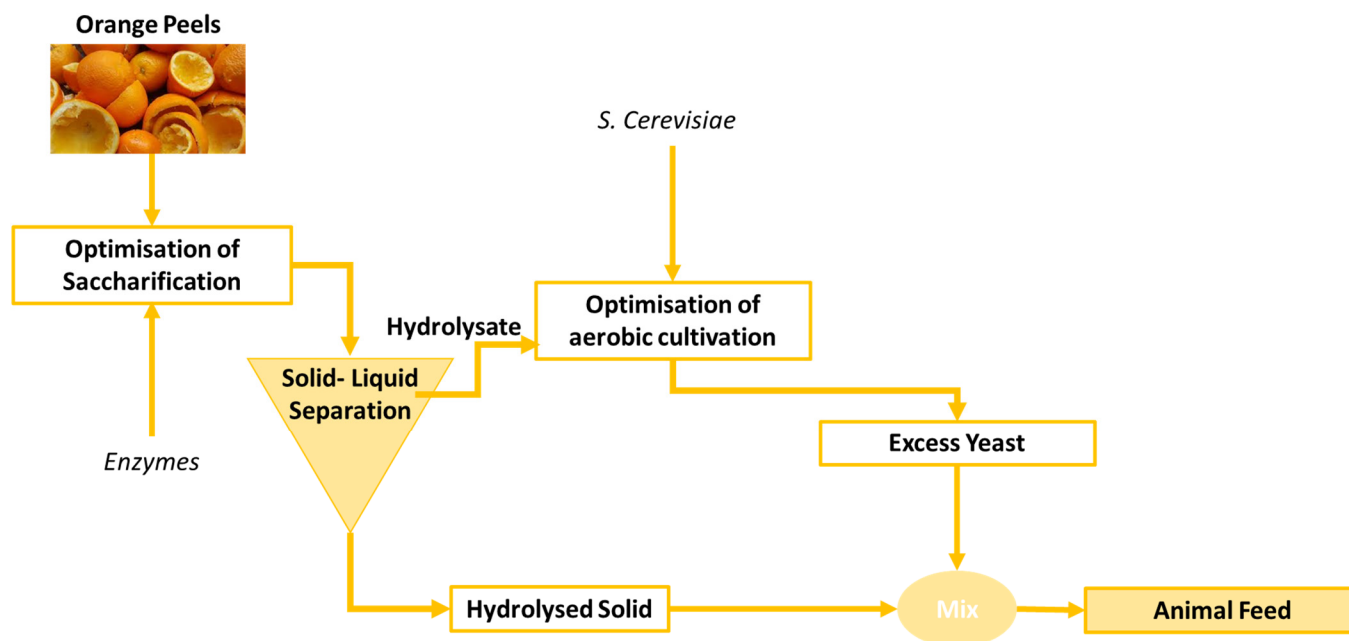 Orange Peels
S. Cerevisiae
Optimisation of
Saccharification
Optimisation of
aerobic cultivation
Hydrolysate
Solid- Liquid
Separation
Enzymes
Excess Yeast
Hydrolysed Solid
Mix
Animal Feed